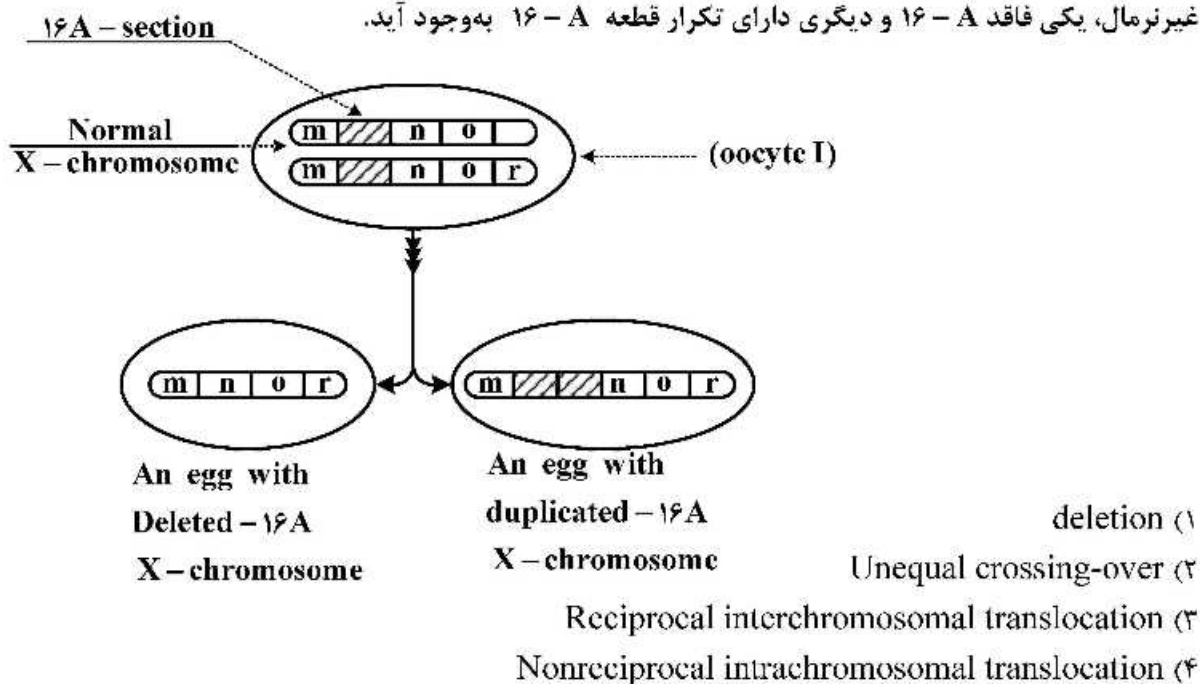 غیرنرمال، یکی فاقد ۱۶ – A و دیگری دارای تکرار قطعه ۱۶ – A به‌وجود آید.
۱۶A – section
Normal
X – chromosome
m n o
m n o r
(oocyte I)
m n o r
m n o r
An egg with
Deleted – ۱۶A
X – chromosome
An egg with
duplicated – ۱۶A
X – chromosome
۱) deletion
۲) Unequal crossing-over
۳) Reciprocal interchromosomal translocation
۴) Nonreciprocal intrachromosomal translocation